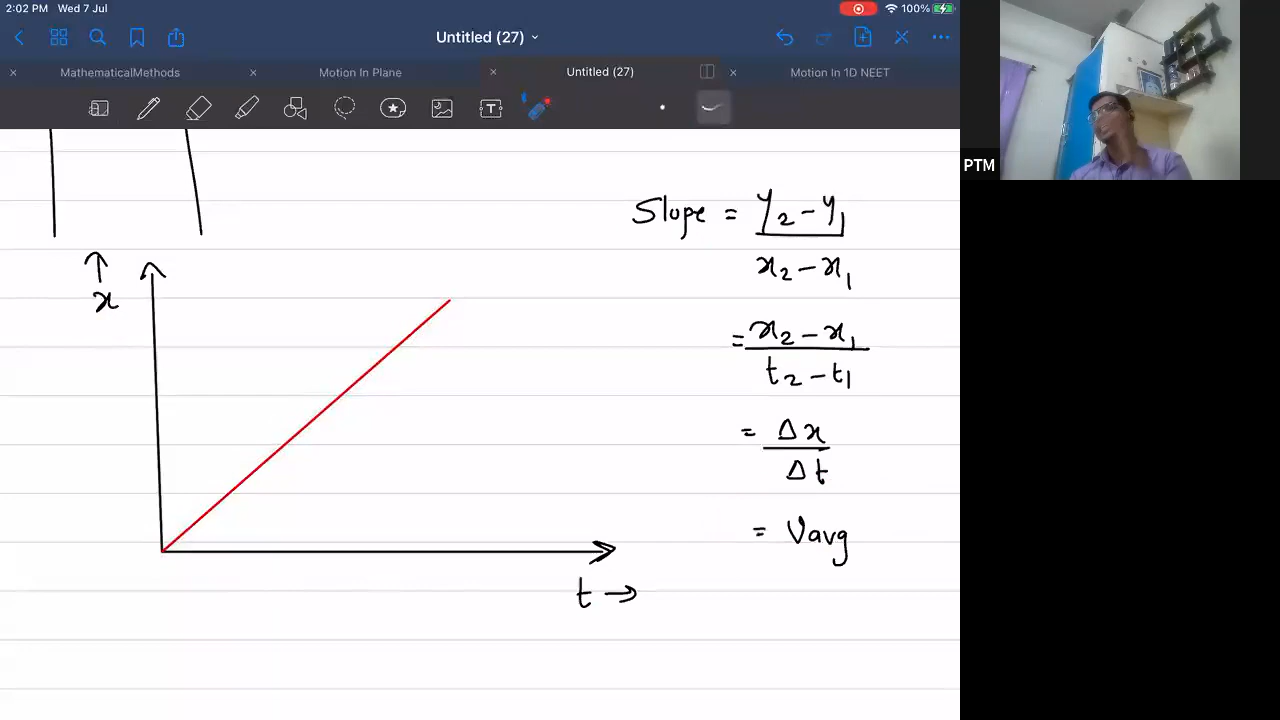 2:02 PM Wed 7 Jul
100%
Untitled (27)
MathematicalMethods
Motion In Plane
Untitled (27)
Motion In 1D NEET
T
PTM
Slope = y₂ - y₁
x₂ - x₁
= x₂ - x₁
t₂ - t₁
= Δx
Δt
= Vavg
↑
x
t →